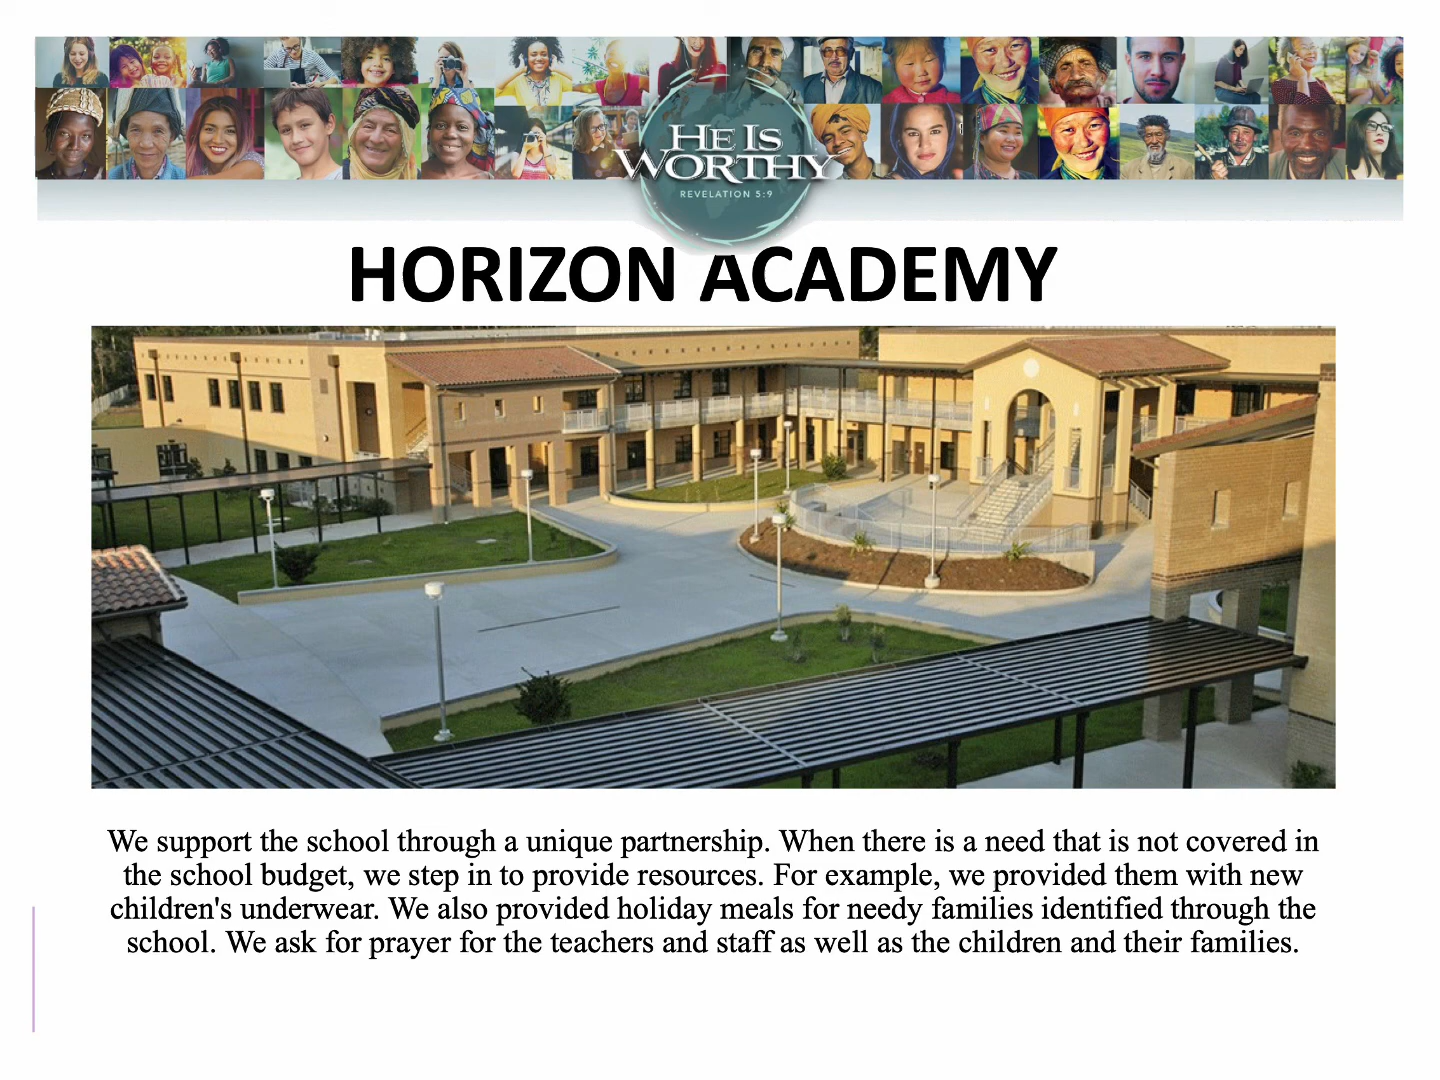 HE IS
WORTHY
REVELATION 5:9
HORIZON ACADEMY
We support the school through a unique partnership. When there is a need that is not covered in
the school budget, we step in to provide resources. For example, we provided them with new
children's underwear. We also provided holiday meals for needy families identified through the
school. We ask for prayer for the teachers and staff as well as the children and their families.